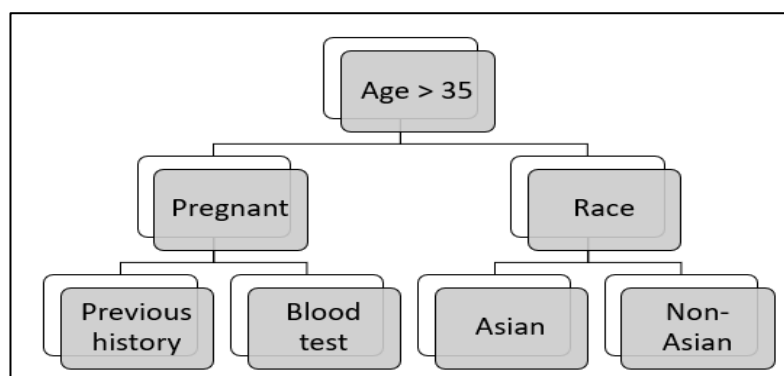 Age > 35
Pregnant
Race
Previous
history
Blood
test
Asian
Non-
Asian